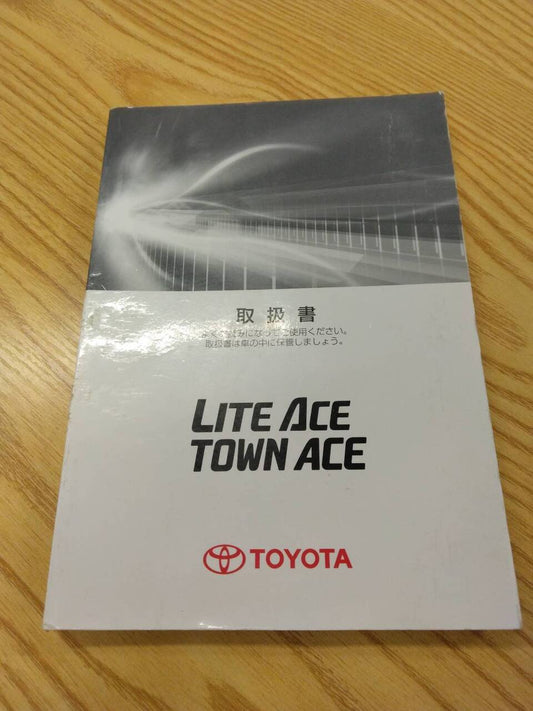 取扱書
よくお読みになってご使用ください。
取扱書は車の中に保管しましょう。
LITE ACE
TOWN ACE
TOYOTA